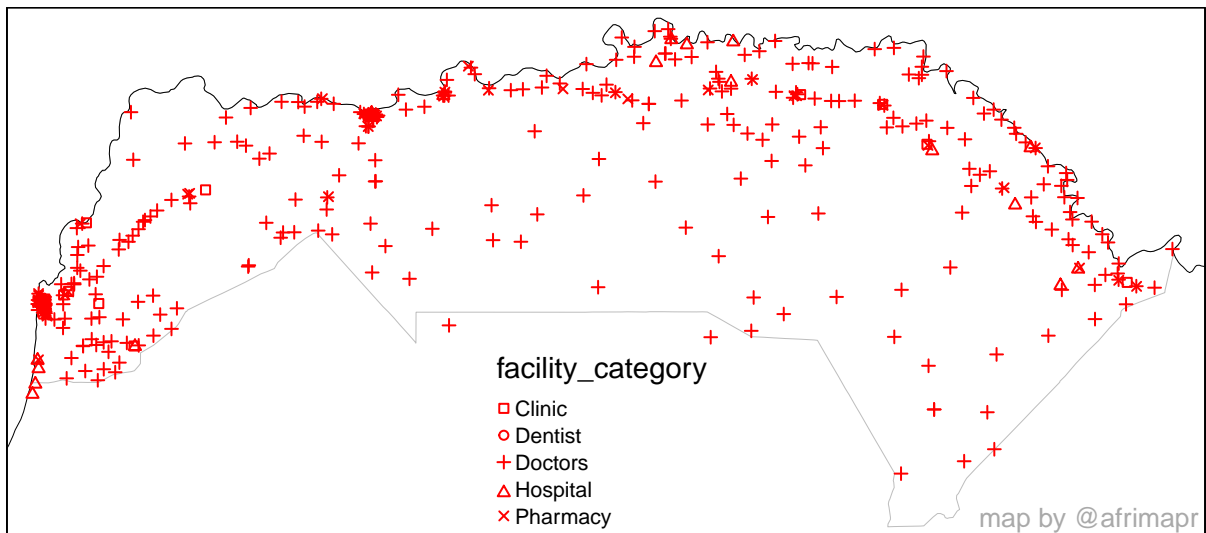 facility_category
Clinic
Dentist
Doctors
Hospital
Pharmacy
map by @afrimapr